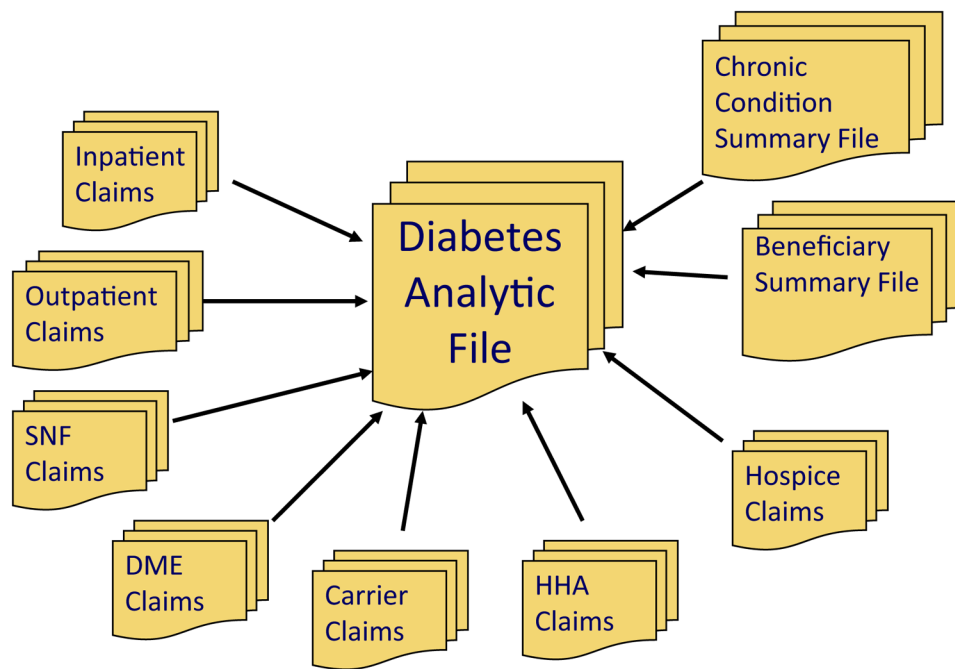 Chronic
Condition
Summary File
Inpatient
Claims
Diabetes
Analytic
File
Beneficiary
Summary File
Outpatient
Claims
SNF
Claims
Hospice
Claims
DME
Claims
Carrier
Claims
HHA
Claims